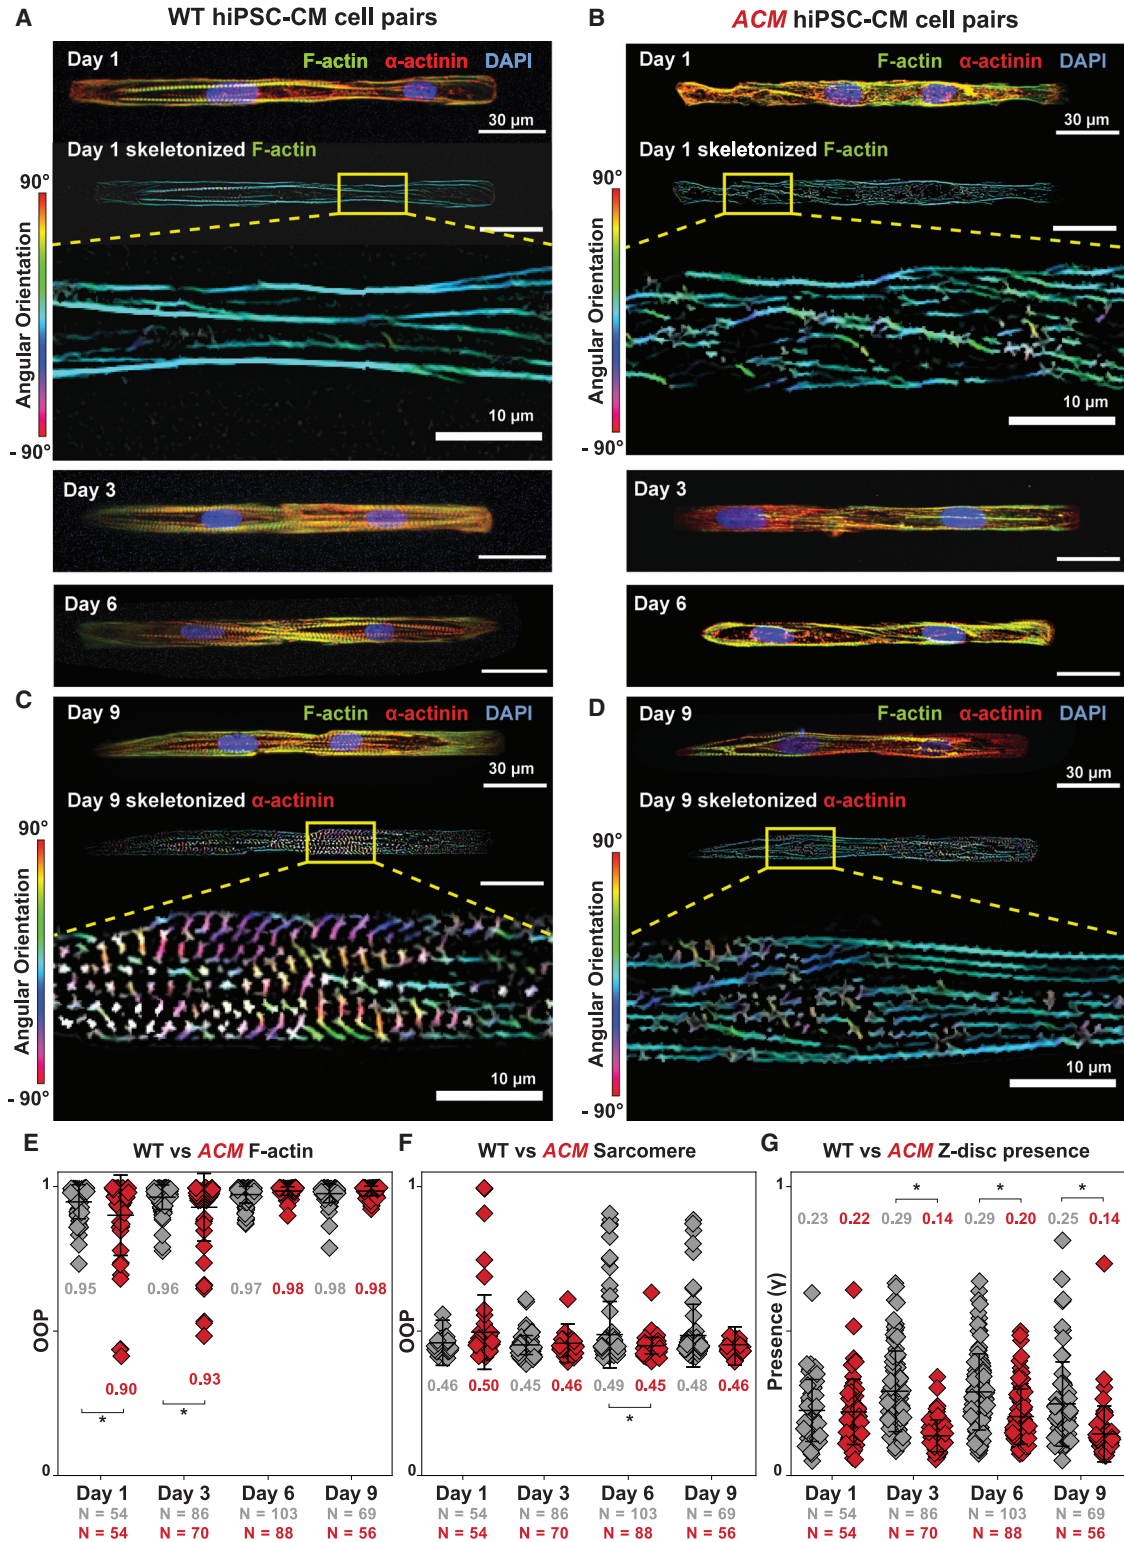 A WT hiPSC-CM cell pairs
Day 1 F-actin α-actinin DAPI
30 µm
Day 1 skeletonized F-actin
90°
Angular Orientation
- 90°
10 µm
Day 3
Day 6
B ACM hiPSC-CM cell pairs
Day 1 F-actin α-actinin DAPI
30 µm
Day 1 skeletonized F-actin
90°
Angular Orientation
- 90°
10 µm
Day 3
Day 6
C
Day 9 F-actin α-actinin DAPI
30 µm
Day 9 skeletonized α-actinin
90°
Angular Orientation
- 90°
10 µm
D
Day 9 F-actin α-actinin DAPI
30 µm
Day 9 skeletonized α-actinin
90°
Angular Orientation
- 90°
10 µm
E WT vs ACM F-actin
1
OOP
0
0.95 0.96 0.97 0.98 0.98 0.98
0.90 0.93
* *
Day 1 Day 3 Day 6 Day 9
N = 54 N = 86 N = 103 N = 69
N = 54 N = 70 N = 88 N = 56
F WT vs ACM Sarcomere
1
OOP
0
0.46 0.50 0.45 0.46 0.49 0.45 0.48 0.46
*
Day 1 Day 3 Day 6 Day 9
N = 54 N = 86 N = 103 N = 69
N = 54 N = 70 N = 88 N = 56
G WT vs ACM Z-disc presence
1
Presence (γ)
0
* * *
0.23 0.22 0.29 0.14 0.29 0.20 0.25 0.14
Day 1 Day 3 Day 6 Day 9
N = 54 N = 86 N = 103 N = 69
N = 54 N = 70 N = 88 N = 56